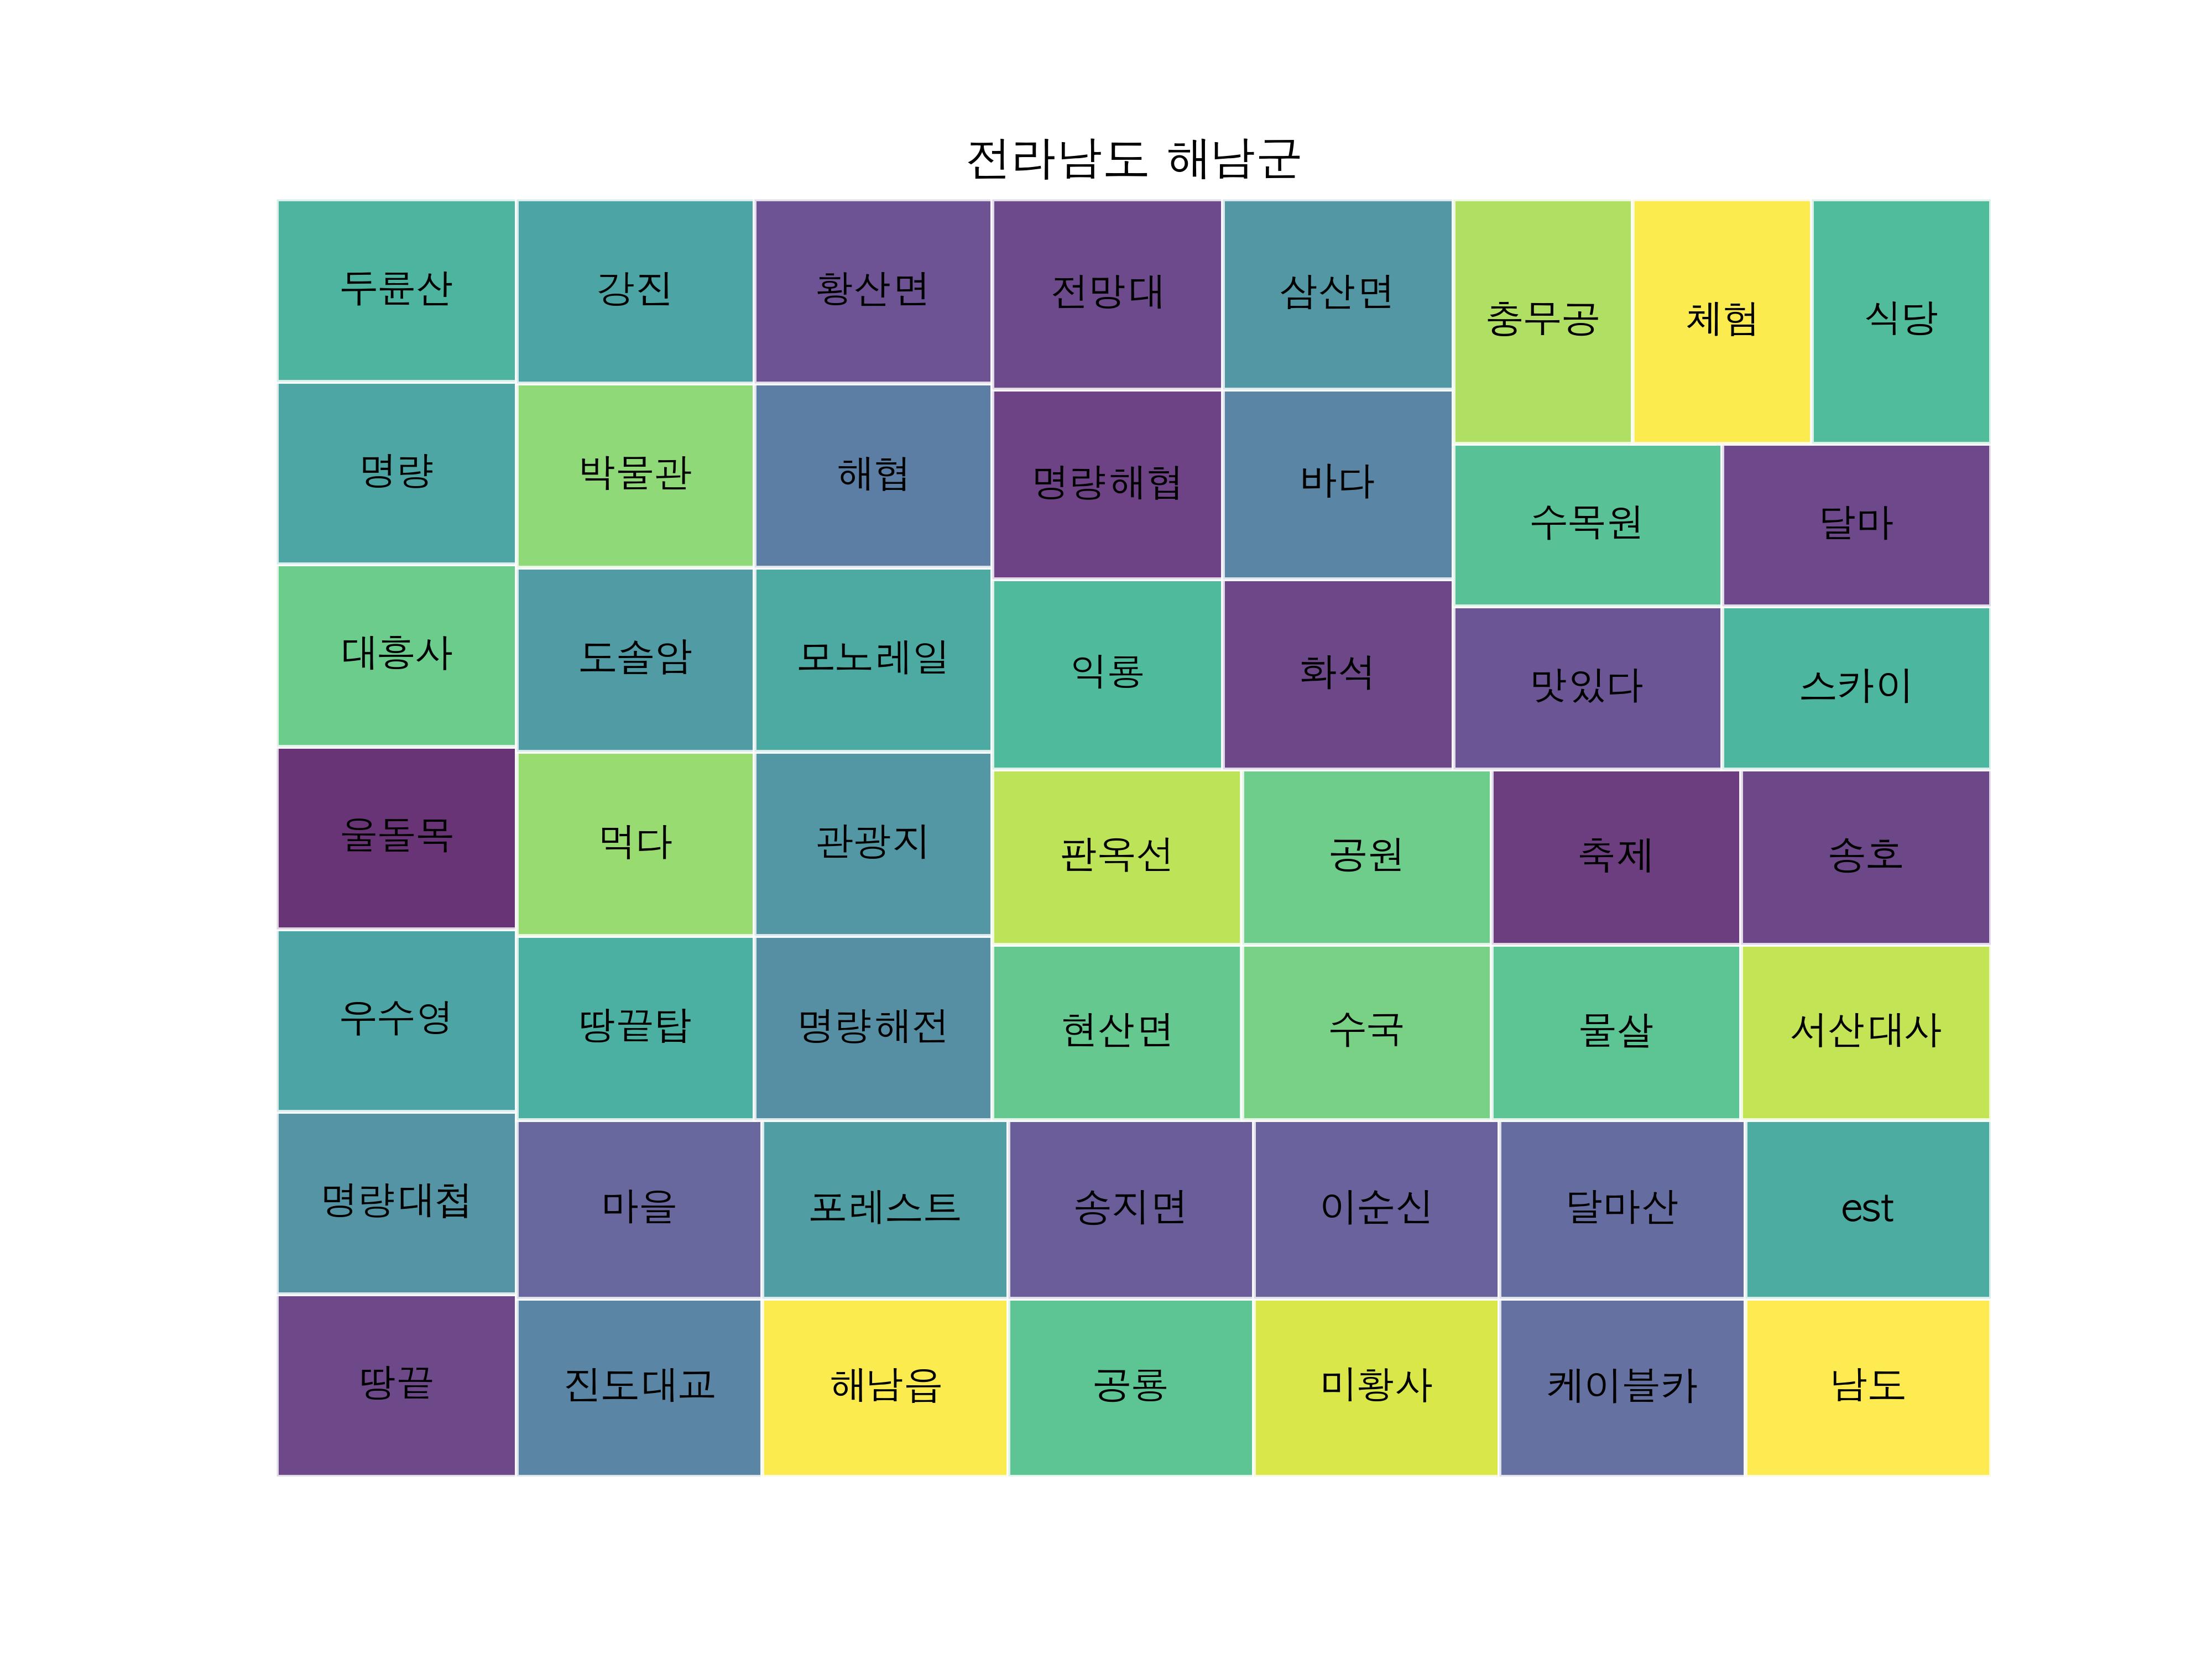 전라남도 해남군
두륜산 강진 황산면 전망대 삼산면 충무공 체험 식당
명량 박물관 해협 명량해협 바다 수목원 달마
대흥사 도솔암 모노레일 익룡 화석 맛있다 스카이
울돌목 먹다 관광지 판옥선 공원 축제 송호
우수영 땅끝탑 명량해전 현산면 수국 물살 서산대사
명량대첩 마을 포레스트 송지면 이순신 달마산 est
땅끝 진도대교 해남읍 공룡 미황사 케이블카 남도